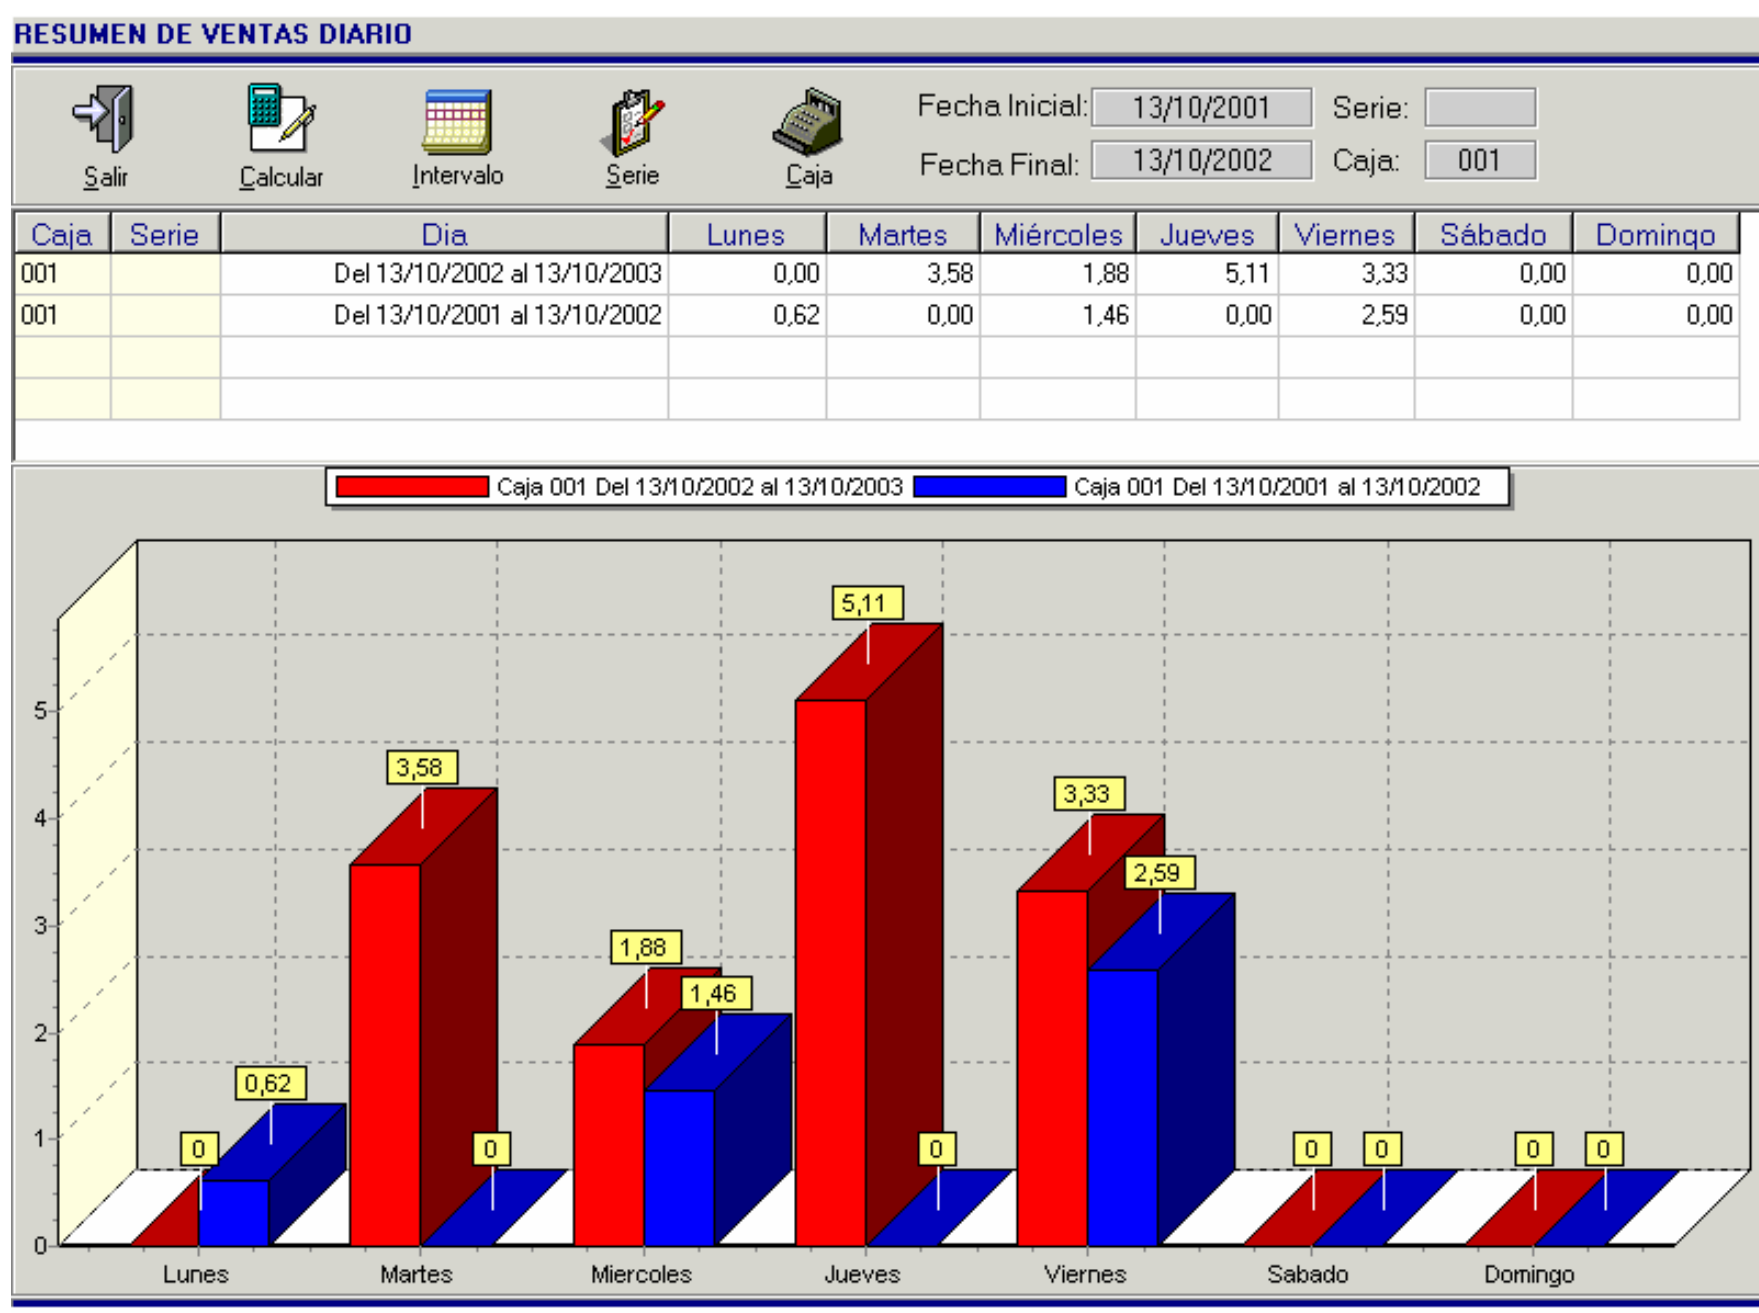 RESUMEN DE VENTAS DIARIO
Salir Calcular Intervalo Serie Caja
Fecha Inicial: 13/10/2001 Serie:
Fecha Final: 13/10/2002 Caja: 001
Caja Serie Dia Lunes Martes Miércoles Jueves Viernes Sábado Domingo
001 Del 13/10/2002 al 13/10/2003 0,00 3,58 1,88 5,11 3,33 0,00 0,00
001 Del 13/10/2001 al 13/10/2002 0,62 0,00 1,46 0,00 2,59 0,00 0,00
Caja 001 Del 13/10/2002 al 13/10/2003 Caja 001 Del 13/10/2001 al 13/10/2002
5,11
5
3,58
3,33
4
2,59
3
1,88
1,46
2
0,62
1
0 0 0 0 0 0 0
0
Lunes Martes Miercoles Jueves Viernes Sabado Domingo